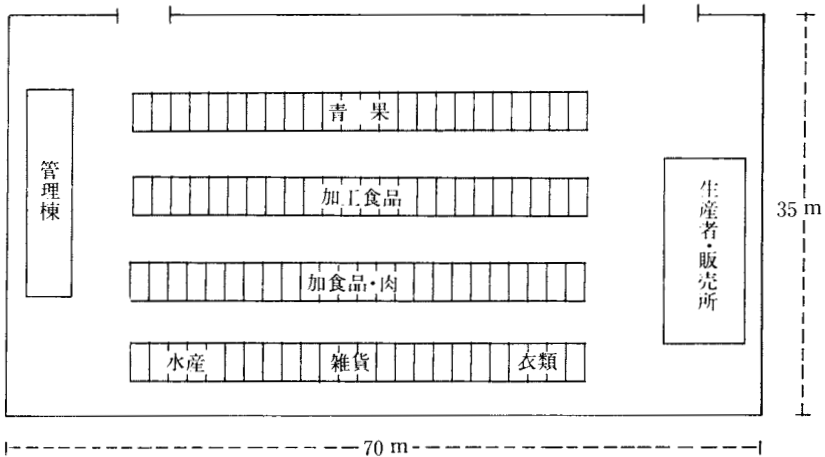 青果
管理棟
加工食品
生産者・販売所
35 m
加食品・肉
水産 雑貨 衣類
70 m